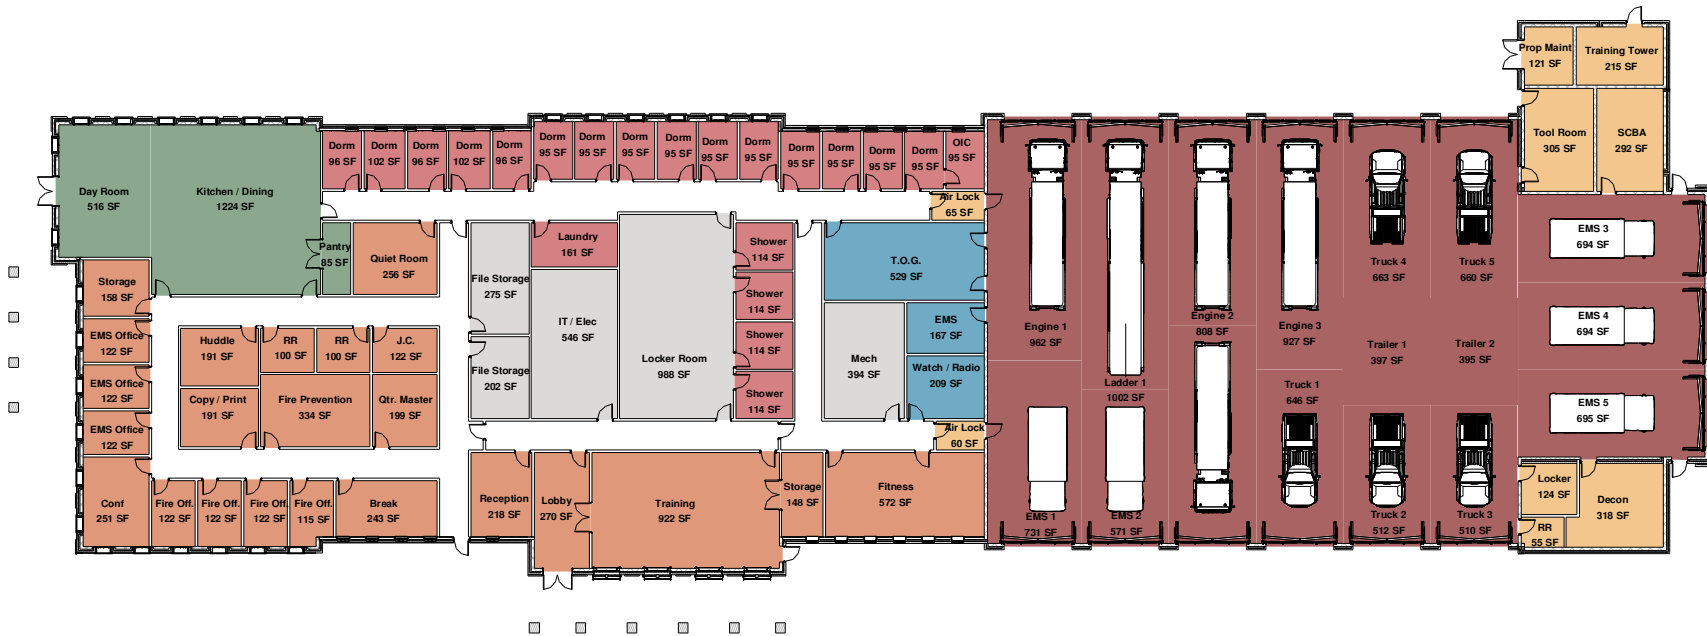 Prop Maint
121 SF
Training Tower
215 SF
Tool Room
305 SF
SCBA
292 SF
Day Room
516 SF
Kitchen / Dining
1224 SF
Dorm
96 SF
Dorm
102 SF
Dorm
96 SF
Dorm
102 SF
Dorm
96 SF
Dorm
95 SF
Dorm
95 SF
Dorm
95 SF
Dorm
95 SF
Dorm
95 SF
Dorm
95 SF
Dorm
95 SF
Dorm
95 SF
Dorm
95 SF
Dorm
95 SF
OIC
95 SF
Air Lock
65 SF
Pantry
85 SF
Quiet Room
256 SF
File Storage
275 SF
Laundry
161 SF
IT / Elec
546 SF
Locker Room
988 SF
Shower
114 SF
Shower
114 SF
Shower
114 SF
Shower
114 SF
T.O.G.
529 SF
EMS
167 SF
Mech
394 SF
Watch / Radio
209 SF
Air Lock
60 SF
Storage
158 SF
EMS Office
122 SF
EMS Office
122 SF
EMS Office
122 SF
Conf
251 SF
Huddle
191 SF
RR
100 SF
RR
100 SF
J.C.
122 SF
Copy / Print
191 SF
Fire Prevention
334 SF
Qtr. Master
199 SF
File Storage
202 SF
Fire Off.
122 SF
Fire Off.
122 SF
Fire Off.
122 SF
Fire Off.
115 SF
Break
243 SF
Reception
218 SF
Lobby
270 SF
Training
922 SF
Storage
148 SF
Fitness
572 SF
Engine 1
962 SF
Ladder 1
1002 SF
Engine 2
808 SF
Engine 3
927 SF
Truck 4
663 SF
Truck 5
660 SF
Trailer 1
397 SF
Trailer 2
395 SF
Truck 1
646 SF
EMS 1
731 SF
EMS 2
571 SF
Truck 2
512 SF
Truck 3
510 SF
EMS 3
694 SF
EMS 4
694 SF
EMS 5
695 SF
Locker
124 SF
Decon
318 SF
RR
55 SF